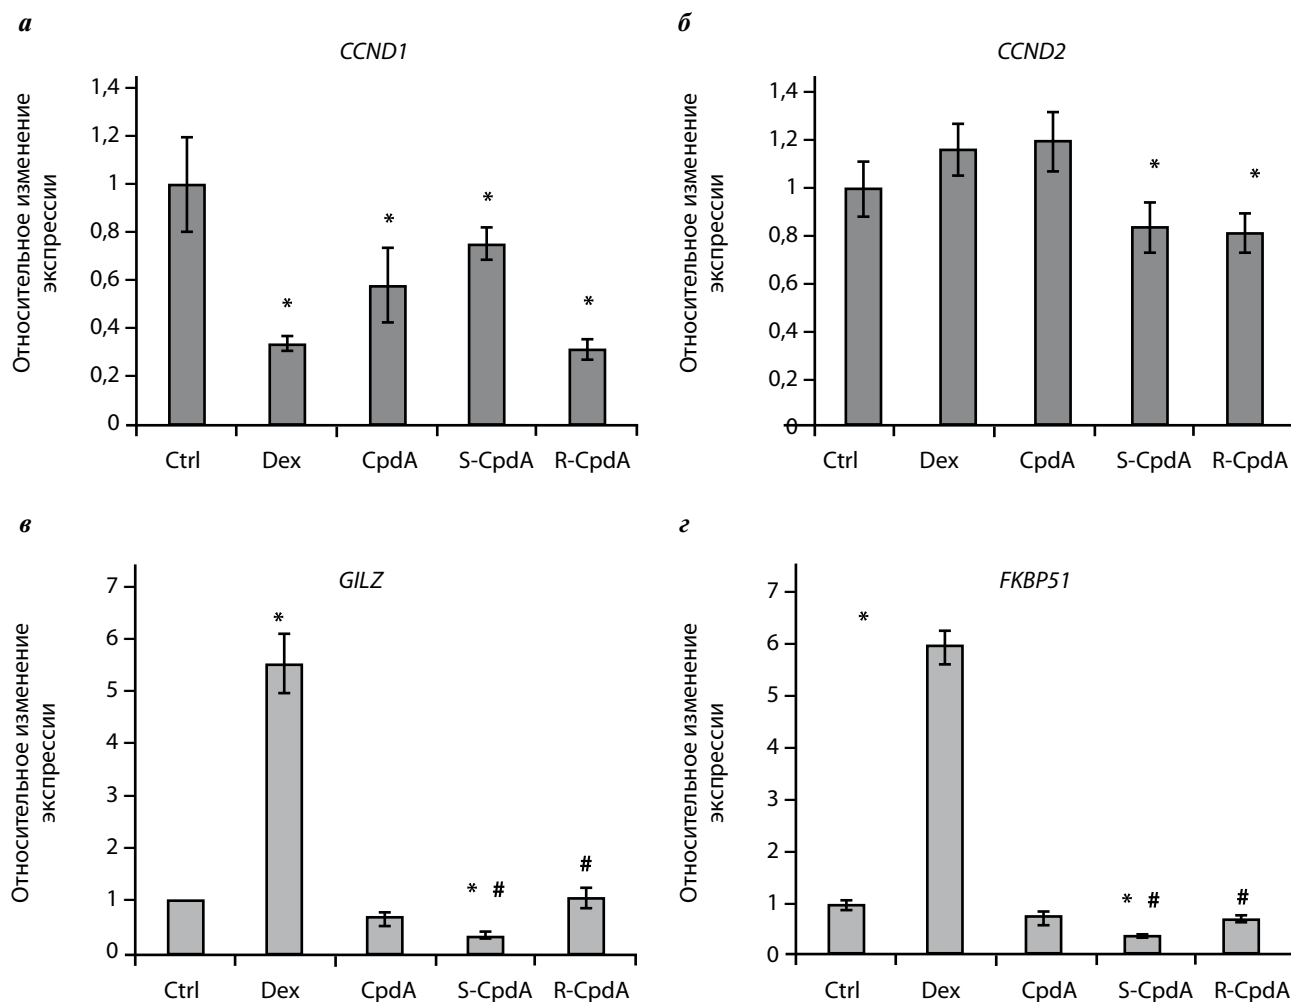 а
CCND1
Относительное изменение
экспрессии
1,4
1,2
1
0,8
0,6
0,4
0,2
0
*
*
*
*
Ctrl
Dex
CpdA
S-CpdA
R-CpdA
б
CCND2
Относительное изменение
экспрессии
1,4
1,2
1
0,8
0,6
0,4
0,2
0
*
*
Ctrl
Dex
CpdA
S-CpdA
R-CpdA
в
GILZ
Относительное изменение
экспрессии
7
6
5
4
3
2
1
0
*
* #
#
Ctrl
Dex
CpdA
S-CpdA
R-CpdA
г
FKBP51
Относительное изменение
экспрессии
7
6
5
4
3
2
1
0
*
* #
#
Ctrl
Dex
CpdA
S-CpdA
R-CpdA